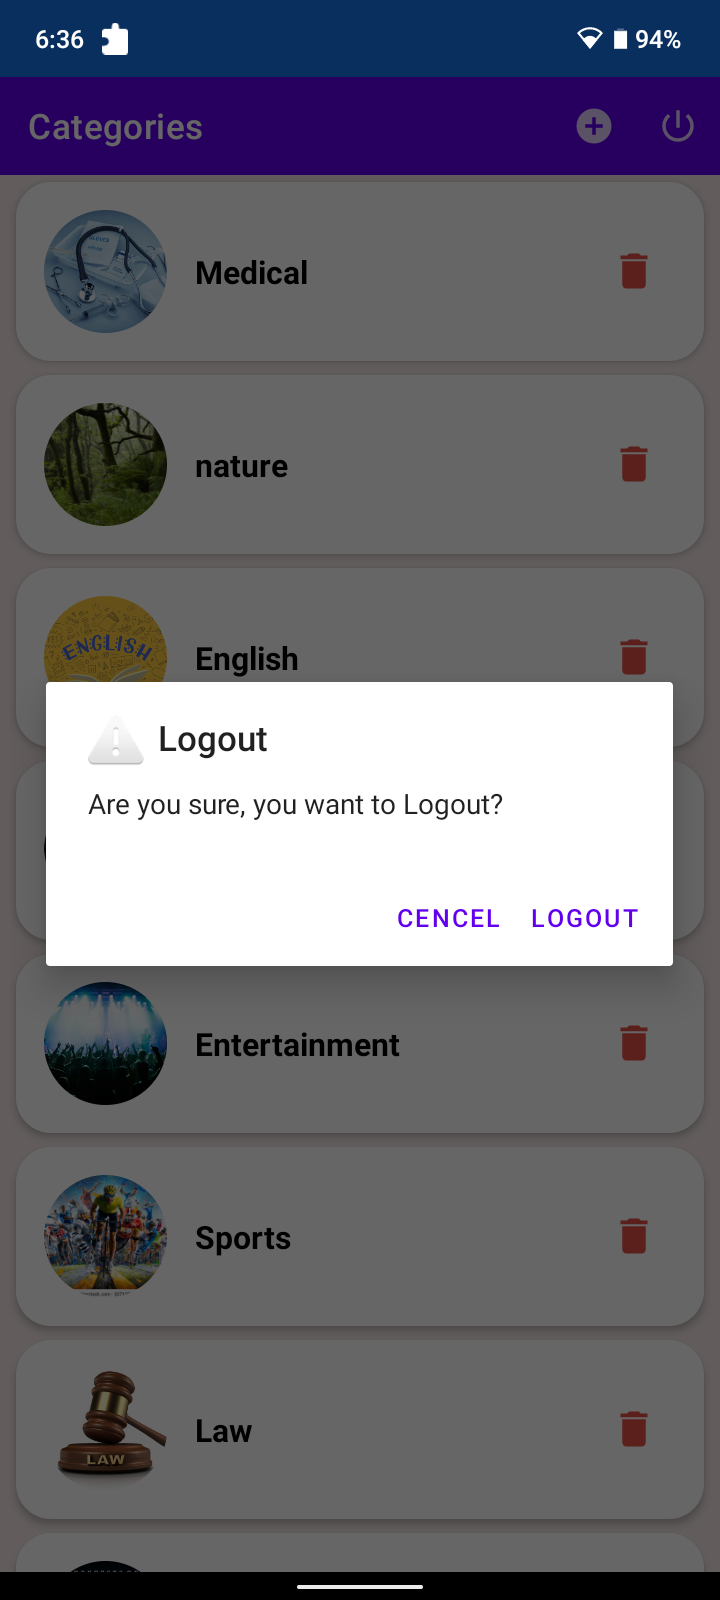 6:36
94%
Categories
Medical
nature
ENGLISH
English
Logout
Are you sure, you want to Logout?
CENCEL
LOGOUT
Entertainment
Sports
LAW
Law